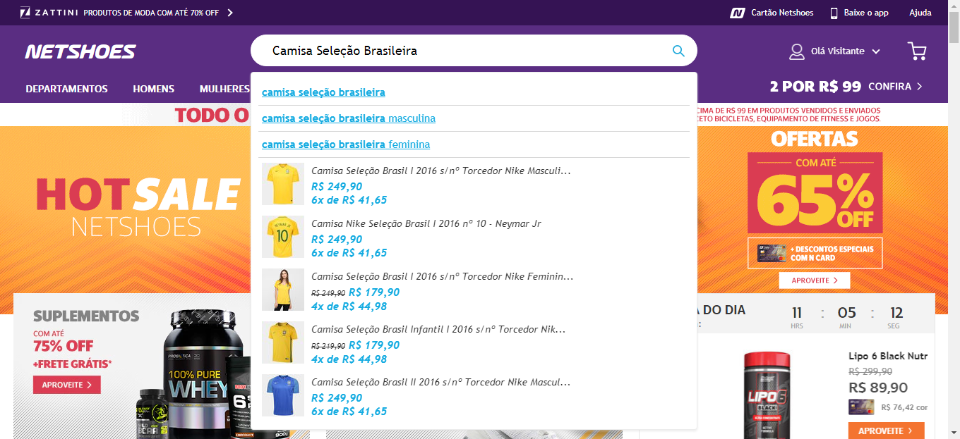 ZATTINI PRODUTOS DE MODA COM ATÉ 70% OFF
Cartão Netshoes
Baixe o app
Ajuda
NETSHOES
Camisa Seleção Brasileira
Olá Visitante
DEPARTAMENTOS HOMENS MULHERES
2 POR R$ 99 CONFIRA
camisa seleção brasileira
camisa seleção brasileira masculina
camisa seleção brasileira feminina
Camisa Seleção Brasil I 2016 s/nº Torcedor Nike Masculi...
R$ 249,90
6x de R$ 41,65
Camisa Nike Seleção Brasil I 2016 nº 10 - Neymar Jr
R$ 249,90
6x de R$ 41,65
Camisa Seleção Brasil I 2016 s/nº Torcedor Nike Feminin...
R$ 249,90 R$ 179,90
4x de R$ 44,98
Camisa Seleção Brasil Infantil I 2016 s/nº Torcedor Nik...
R$ 219,90 R$ 179,90
4x de R$ 44,98
Camisa Seleção Brasil II 2016 s/nº Torcedor Nike Mascul...
R$ 249,90
6x de R$ 41,65
TODO O
CIMA DE R$ 99 EM PRODUTOS VENDIDOS E ENVIADOS
CETO BICICLETAS, EQUIPAMENTO DE FITNESS E JOGOS.
HOT SALE
NETSHOES
OFERTAS
COM ATÉ
65% OFF
+ DESCONTOS ESPECIAIS
COM N CARD
APROVEITE
SUPLEMENTOS
COM ATÉ
75% OFF
+FRETE GRÁTIS*
APROVEITE
100% PURE
WHEY
A DO DIA
11 : 05 : 12
HRS MIN SEG
LIPO 6
BLACK
Lipo 6 Black Nutr
R$ 299,90
R$ 89,90
R$ 76,42 cor
APROVEITE